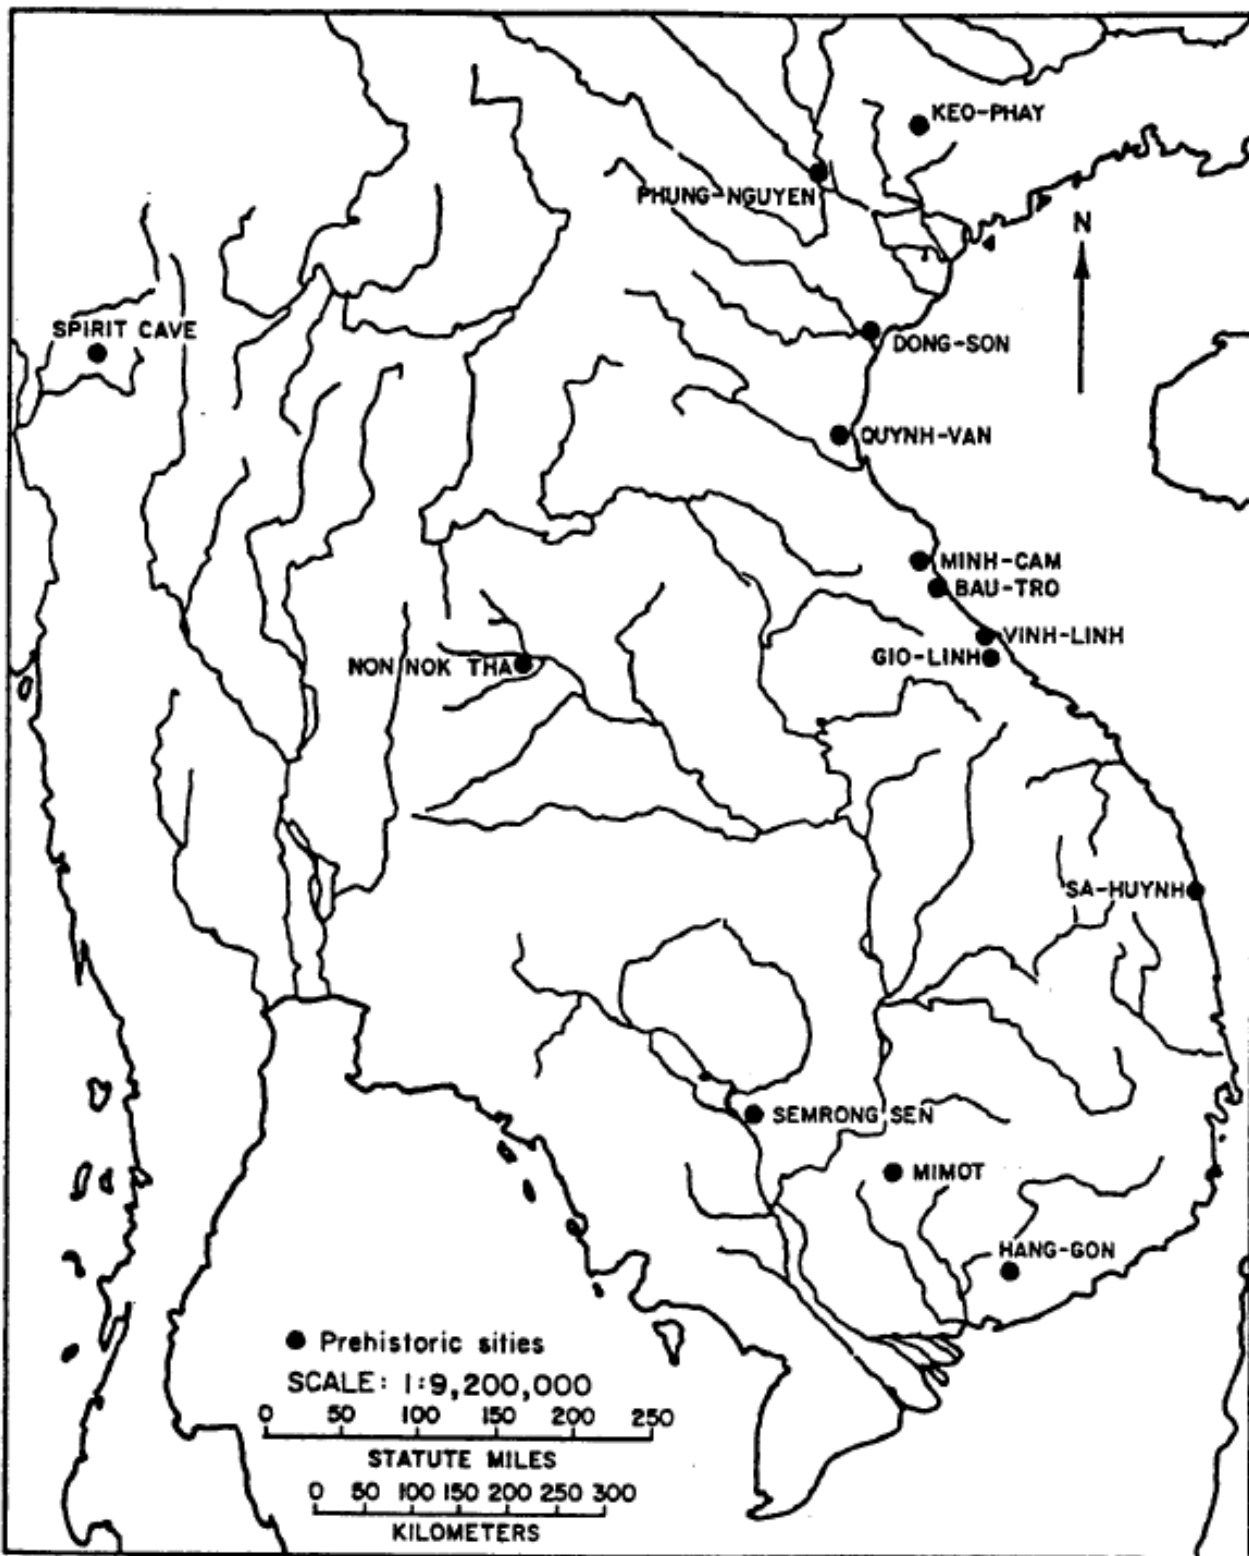 KEO-PHAY
PHUNG-NGUYEN
N
SPIRIT CAVE
DONG-SON
QUYNH-VAN
MINH-CAM
BAU-TRO
VINH-LINH
GIO-LINH
NON NOK THA
SA-HUYNH
SEMRONG SEN
MIMOT
HANG-GON
Prehistoric sities
SCALE: 1:9,200,000
0 50 100 150 200 250
STATUTE MILES
0 50 100 150 200 250 300
KILOMETERS